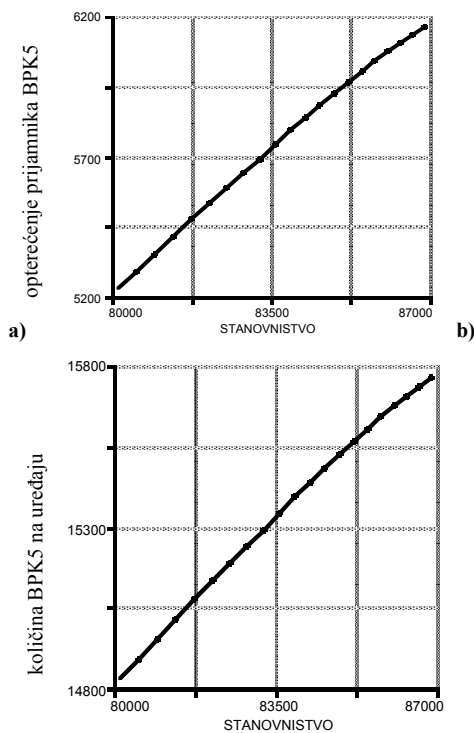 opterećenje prijamnika BPK5
6200
5700
5200
80000 83500 87000
STANOVNISTVO
a) b)
količina BPK5 na uređaju
15800
15300
14800
80000 83500 87000
STANOVNISTVO